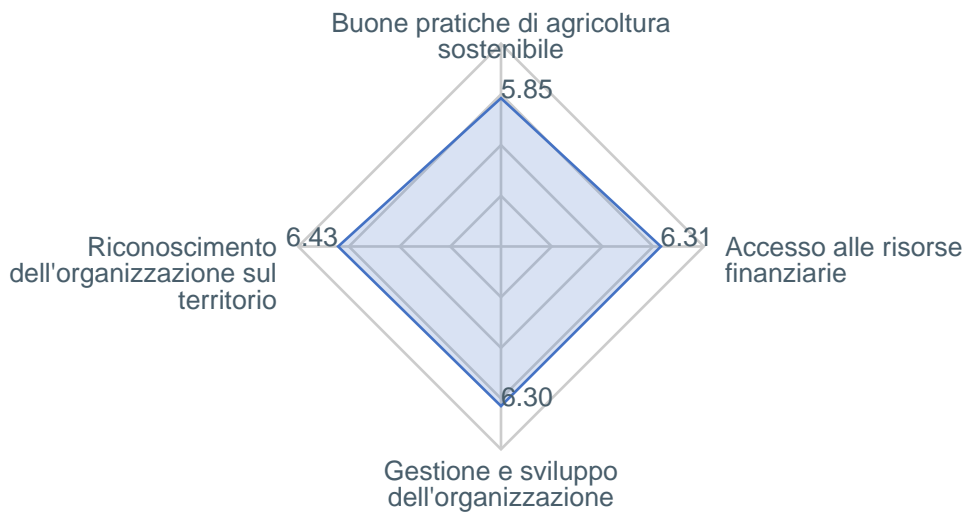 Buone pratiche di agricoltura
sostenibile
5.85
6.43
6.31
Riconoscimento
dell'organizzazione sul
territorio
Accesso alle risorse
finanziarie
6.30
Gestione e sviluppo
dell'organizzazione